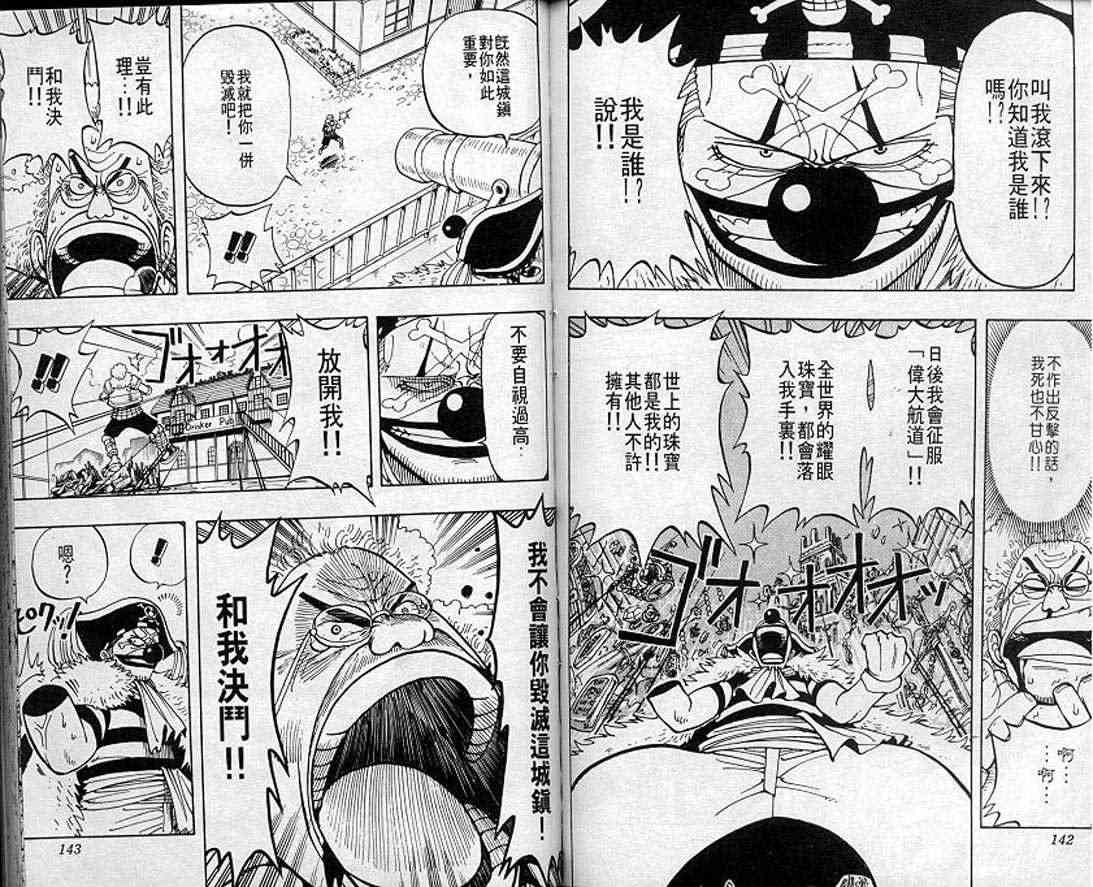 叫我滾下來!?
你知道我是誰
嗎!?
我是誰!?
說!!
不作出反擊的話，
我死也不甘心!!
啊…
…啊…
日後我會征服
「偉大航道」!!
全世界的耀眼
珠寶，都會落
入我手裏!!
世上的珠寶
都是我的!!
其他人不許
擁有!!
ゴオオオオッ
142
既然這城鎮
對你如此
重要，
我就把你一併
毀滅吧!
!!
豈有此
理…!!
和我決
鬥!!
不要自視過高…
放開我!!
ゴオオオオ
Drinker Pub
!!
我不會讓你毀滅這城鎮!
和我決鬥!!
!
嗯?
ピクッ!
143